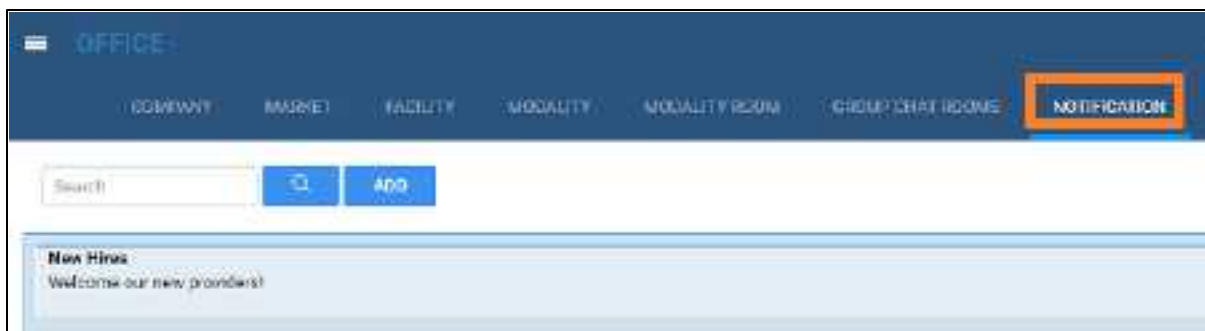 OFFICE
COMPANY MARKET FACILITY MODALITY MODALITY ROOM GROUP CHAT ROOMS NOTIFICATION
Search ADD
New Hires
Welcome our new providers!